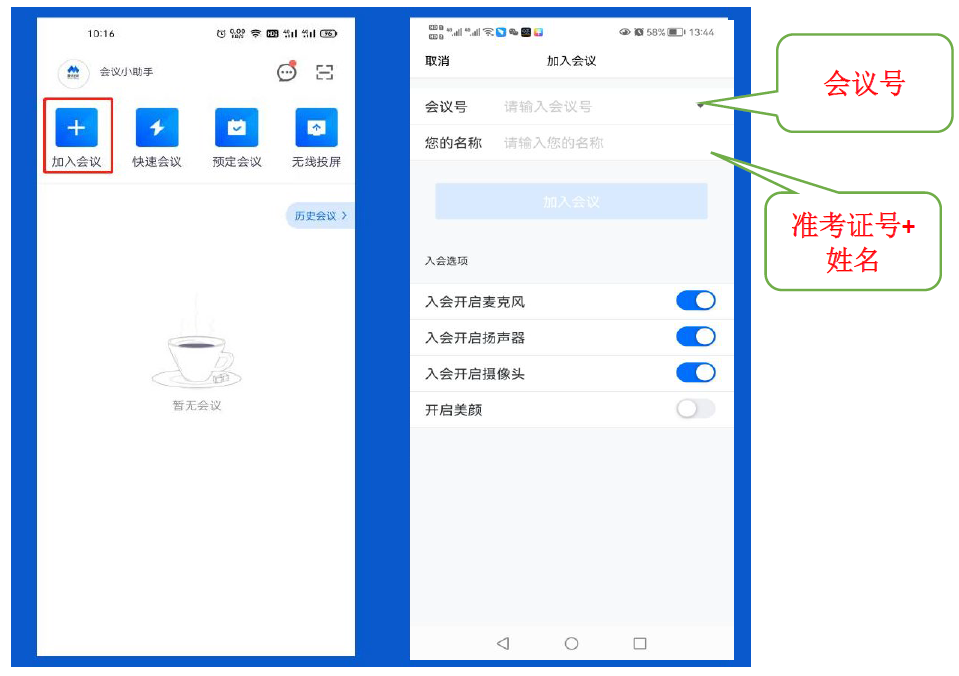 10:16
会议小助手
加入会议
快速会议
预定会议
无线投屏
历史会议 >
暂无会议
58% 13:44
取消
加入会议
会议号 请输入会议号
您的名称 请输入您的名称
加入会议
入会选项
入会开启麦克风
入会开启扬声器
入会开启摄像头
开启美颜
会议号
准考证号+
姓名